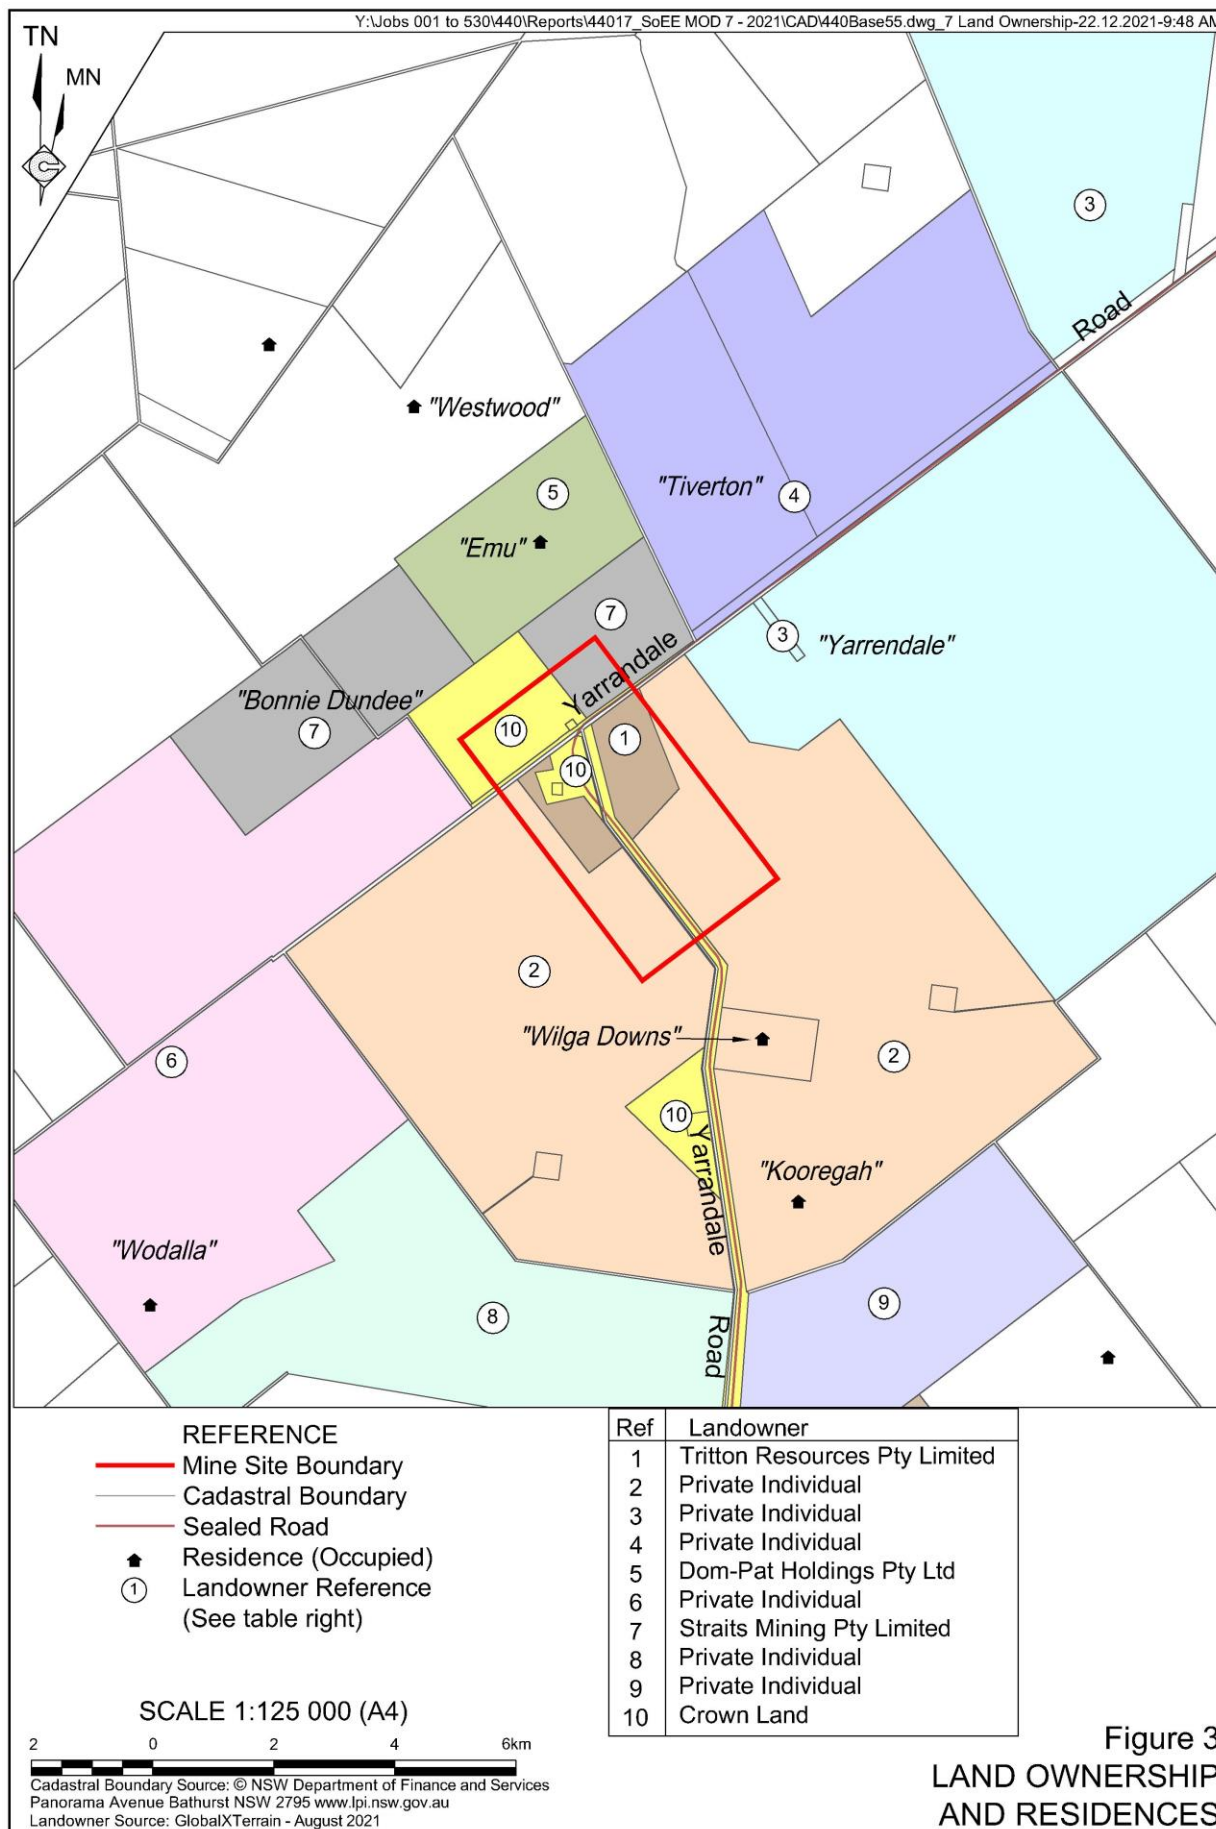 Y:\Jobs 001 to 530\440\Reports\44017_SoEE MOD 7 - 2021\CAD\440Base55.dwg_7 Land Ownership-22.12.2021-9:48 AM
TN
MN
3
Road
"Westwood"
5
"Tiverton"
4
"Emu"
7
3
"Yarrendale"
Yarrandale
"Bonnie Dundee"
7
10
1
10
2
"Wilga Downs"
2
6
10
Yarrandale
"Kooregah"
"Wodalla"
8
9
Road
REFERENCE
Mine Site Boundary
Cadastral Boundary
Sealed Road
Residence (Occupied)
1 Landowner Reference
(See table right)
Ref Landowner
1 Tritton Resources Pty Limited
2 Private Individual
3 Private Individual
4 Private Individual
5 Dom-Pat Holdings Pty Ltd
6 Private Individual
7 Straits Mining Pty Limited
8 Private Individual
9 Private Individual
10 Crown Land
SCALE 1:125 000 (A4)
2 0 2 4 6km
Cadastral Boundary Source: © NSW Department of Finance and Services
Panorama Avenue Bathurst NSW 2795 www.lpi.nsw.gov.au
Landowner Source: GlobalXTerrain - August 2021
Figure 3
LAND OWNERSHIP
AND RESIDENCES